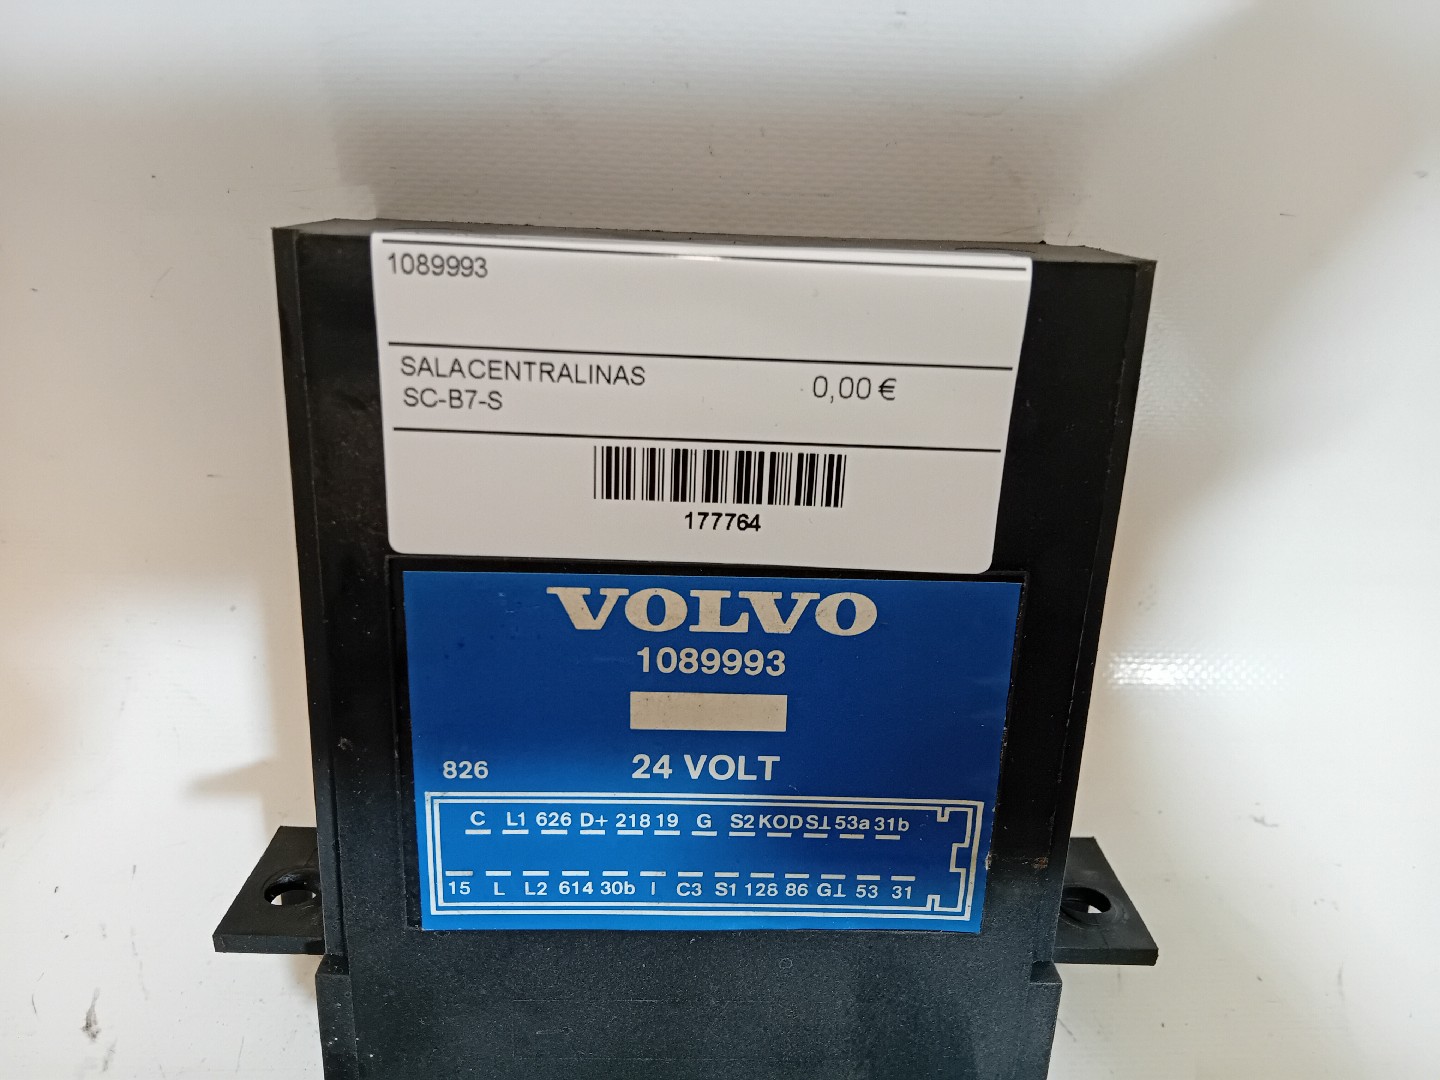 1089993
SALACENTRALINAS 0,00 €
SC-B7-S
177764
VOLVO
1089993
826 24 VOLT
C L1 626 D+ 218 19 G S2 KOD S⊥ 53a 31b
15 L L2 614 30b I C3 S1 128 86 G⊥ 53 31